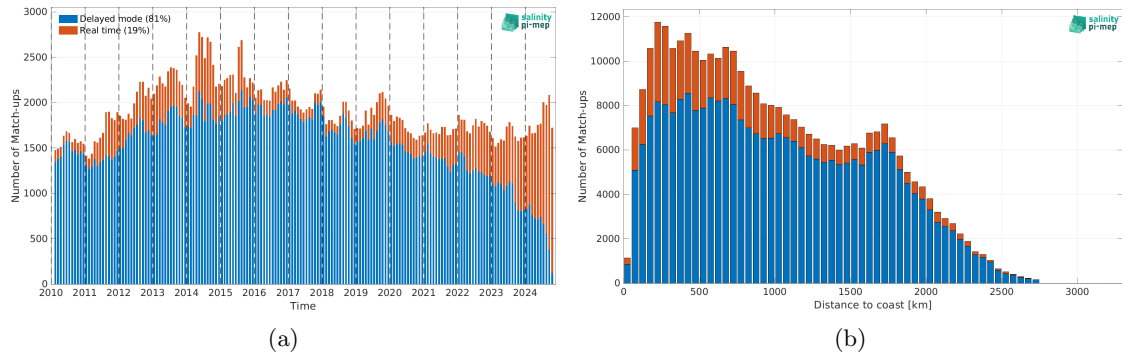 Delayed mode (81%)
Real time (19%)
salinity
pi-mep
Number of Match-ups
3000
2500
2000
1500
1000
500
0
2010 2011 2012 2013 2014 2015 2016 2017 2018 2019 2020 2021 2022 2023 2024
Time
(a)
salinity
pi-mep
Number of Match-ups
12000
10000
8000
6000
4000
2000
0
0 500 1000 1500 2000 2500 3000
Distance to coast [km]
(b)